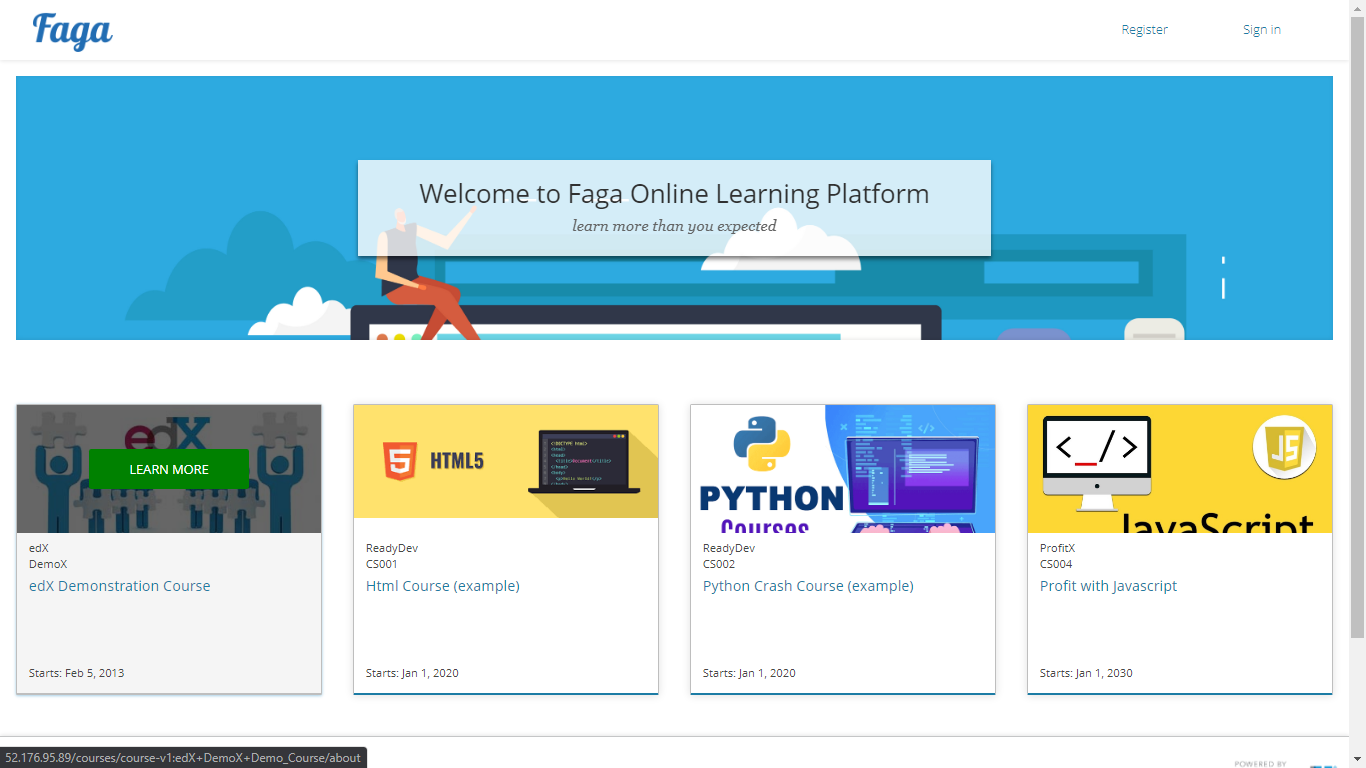 Faga
Register
Sign in
Welcome to Faga Online Learning Platform
learn more than you expected
edX
LEARN MORE
edX
DemoX
edX Demonstration Course
Starts: Feb 5, 2013
HTML5
ReadyDev
CS001
Html Course (example)
Starts: Jan 1, 2020
PYTHON
Courses
ReadyDev
CS002
Python Crash Course (example)
Starts: Jan 1, 2020
<_/>
JS
JavaScript
ProfitX
CS004
Profit with Javascript
Starts: Jan 1, 2030
52.176.95.89/courses/course-v1:edX+DemoX+Demo_Course/about
POWERED BY